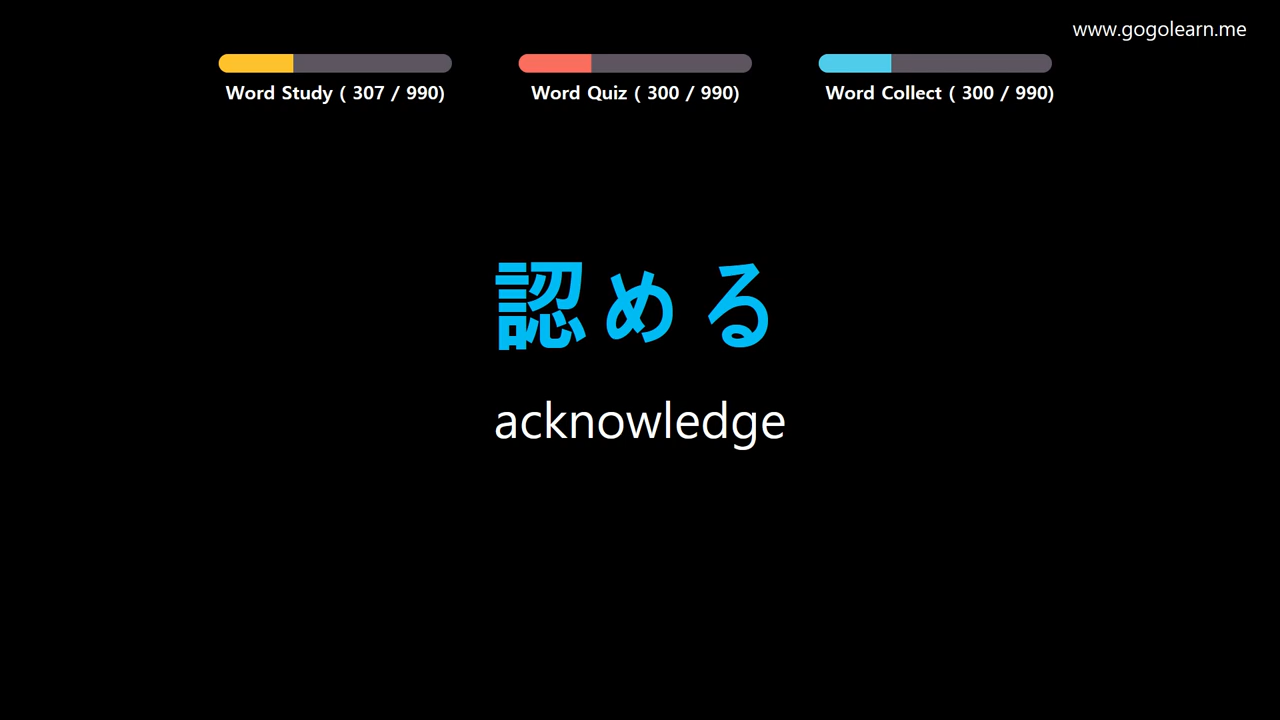 www.gogolearn.me
Word Study ( 307 / 990)
Word Quiz ( 300 / 990)
Word Collect ( 300 / 990)
認める
acknowledge